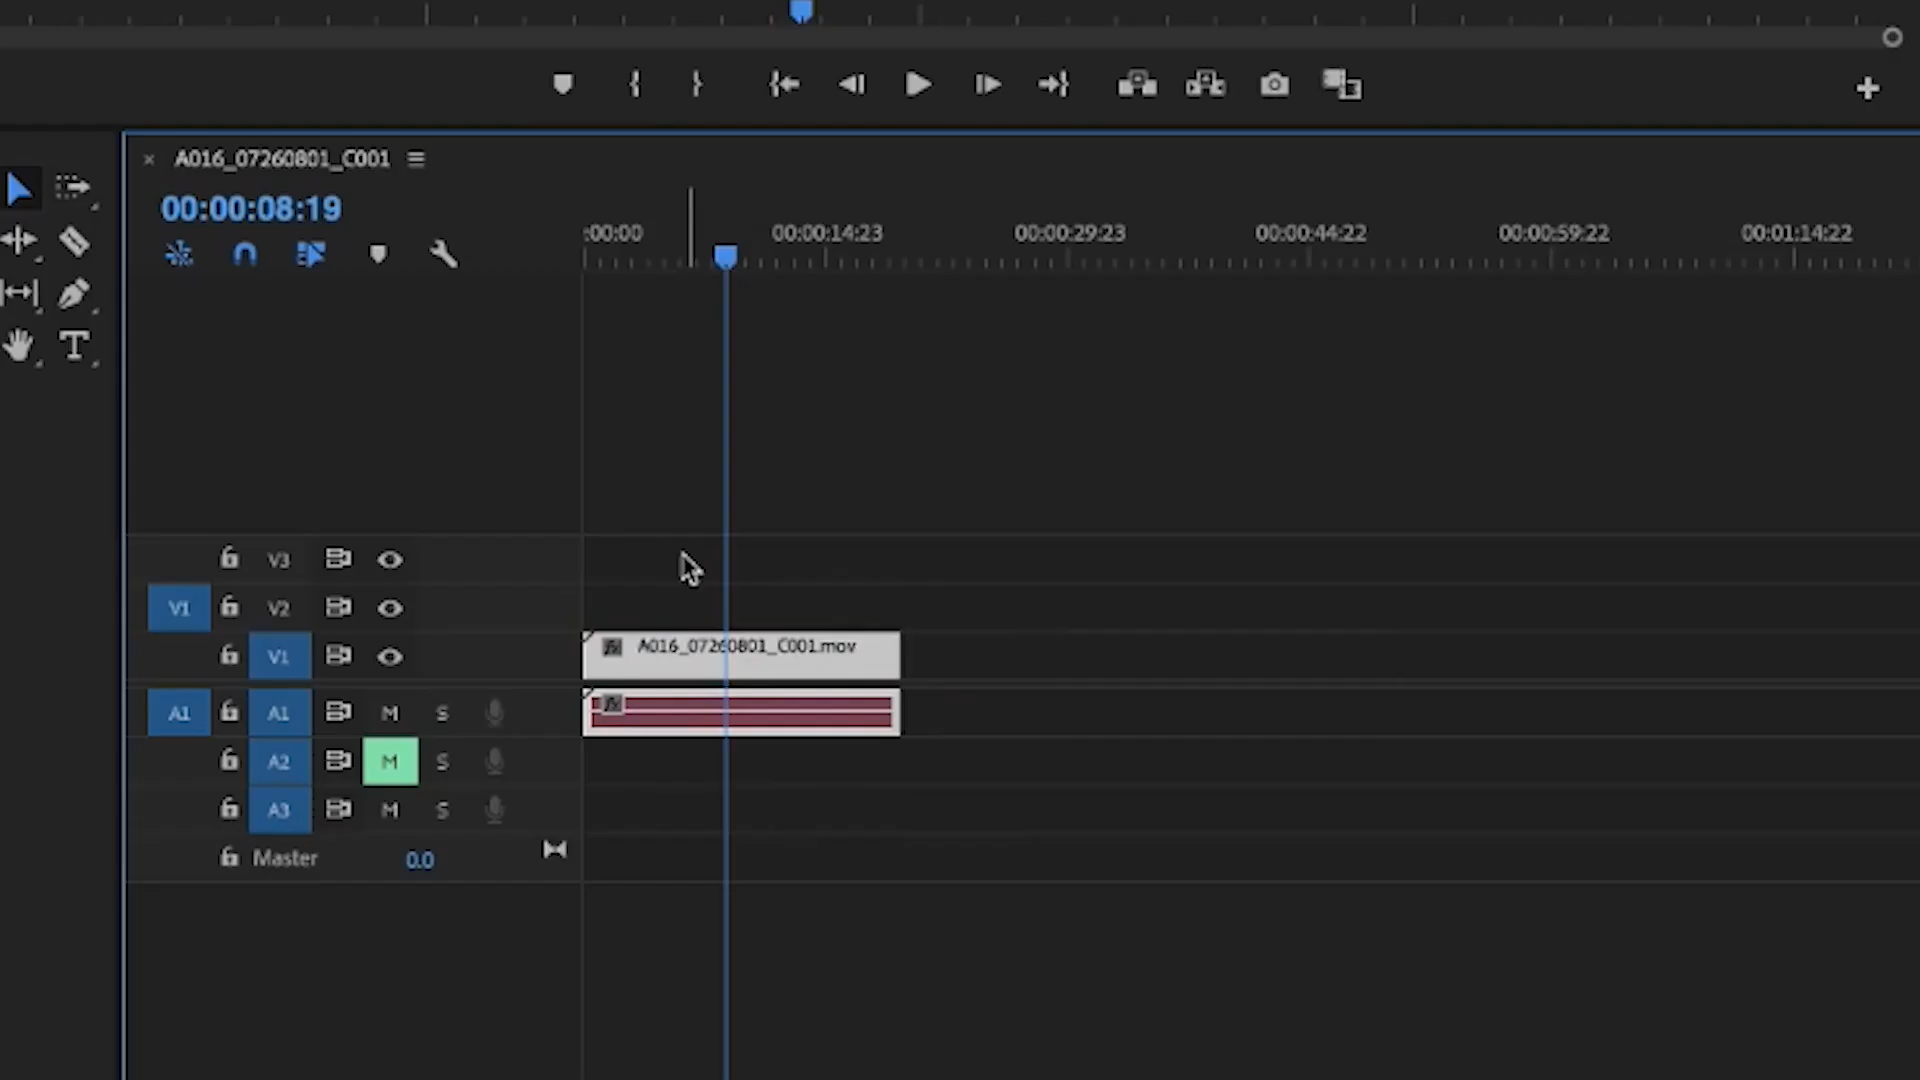 A016_07260801_C001
00:00:08:19
:00:00 00:00:14:23 00:00:29:23 00:00:44:22 00:00:59:22 00:01:14:22
T
V3
V1 V2
V1 fx A016_07260801_C001.mov
A1 A1 M S fx
A2 M S
A3 M S
Master 0.0